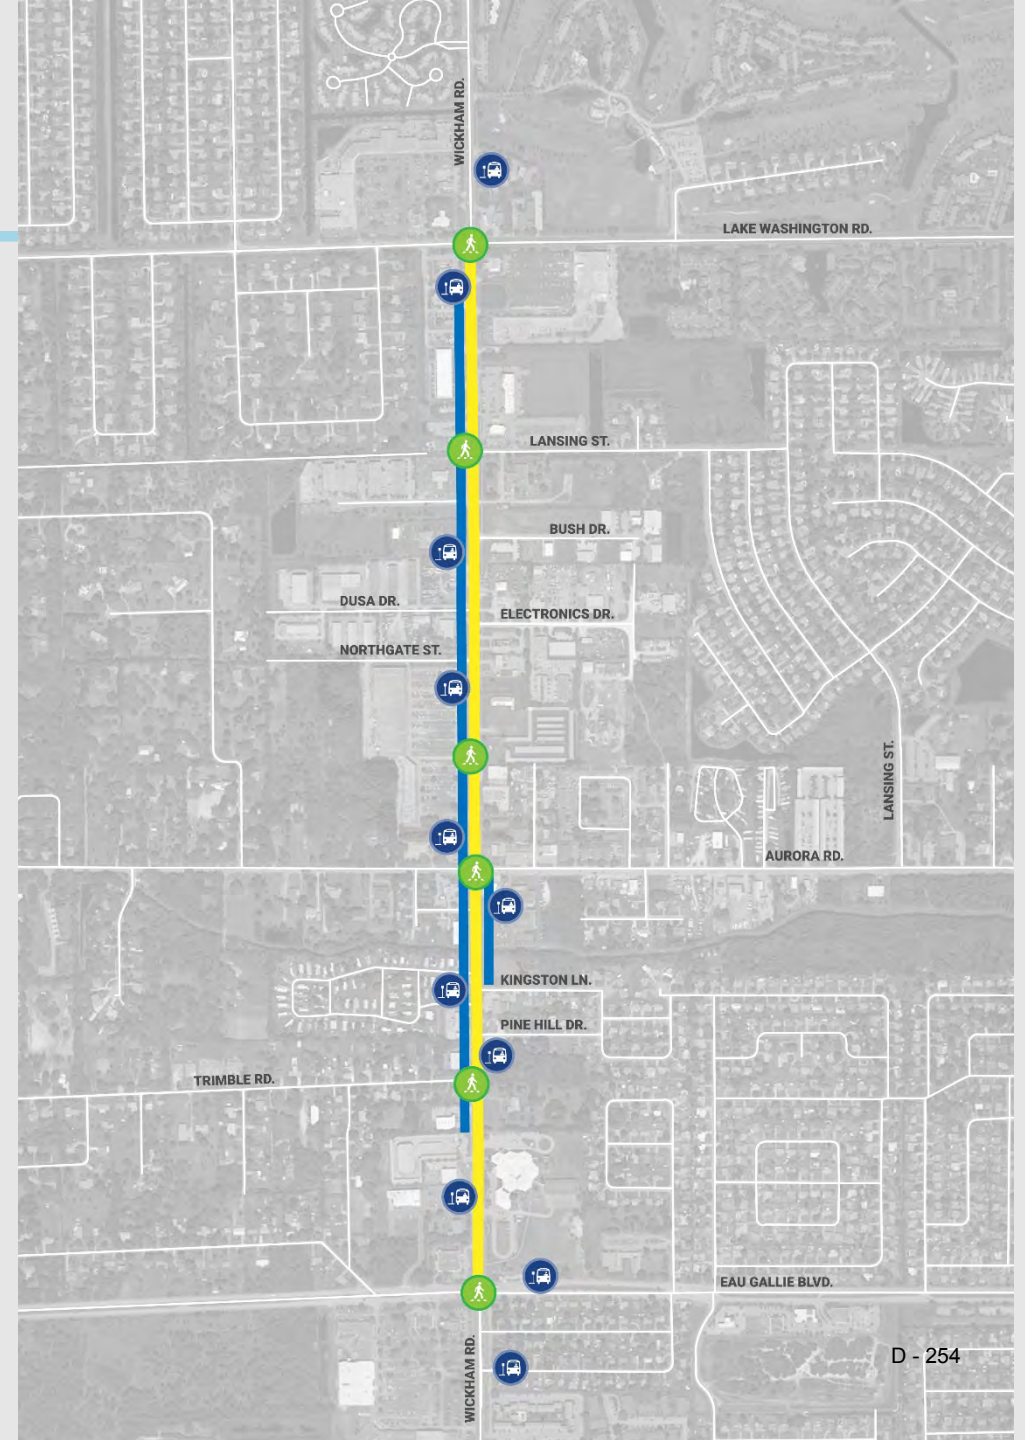 WICKHAM RD.
LAKE WASHINGTON RD.
LANSING ST.
BUSH DR.
DUSA DR.
ELECTRONICS DR.
NORTHGATE ST.
LANSING ST.
AURORA RD.
KINGSTON LN.
PINE HILL DR.
TRIMBLE RD.
EAU GALLIE BLVD.
WICKHAM RD.
D - 254